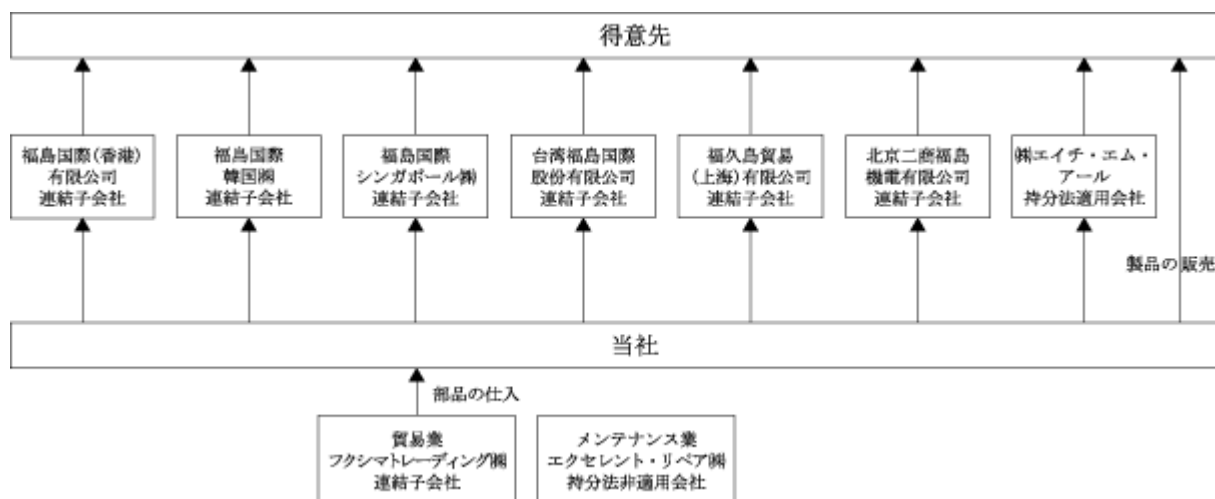 得意先
福島国際(香港)
有限公司
連結子会社
福島国際
韓国㈱
連結子会社
福島国際
シンガポール㈱
連結子会社
台湾福島国際
股份有限公司
連結子会社
福久島貿易
(上海)有限公司
連結子会社
北京二商福島
機電有限公司
連結子会社
㈱エイチ・エム・
アール
持分法適用会社
製品の販売
当社
部品の仕入
貿易業
フクシマトレーディング㈱
連結子会社
メンテナンス業
エクセレント・リペア㈱
持分法非適用会社